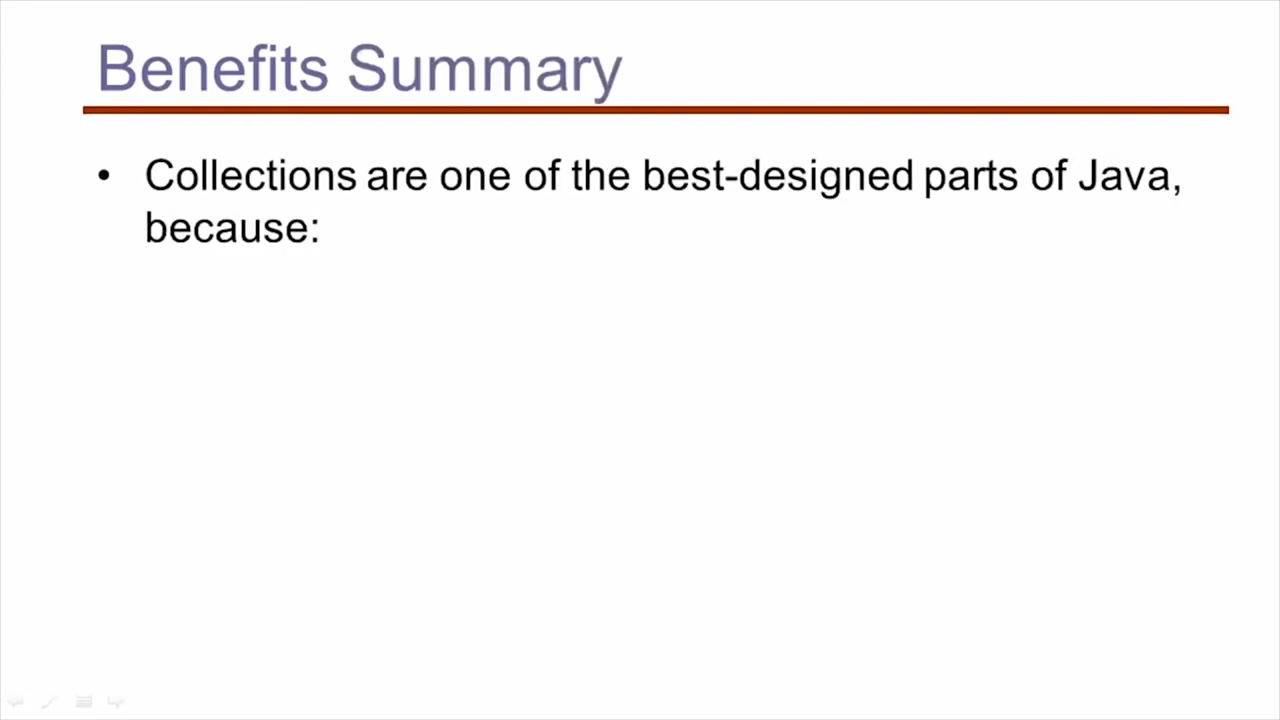 Benefits Summary
• Collections are one of the best-designed parts of Java,
because: